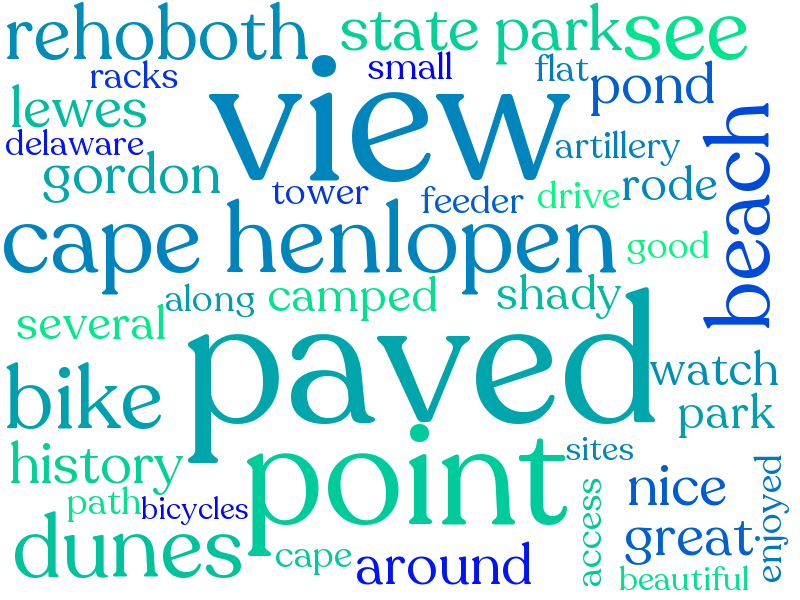 rehoboth
state park
see
racks
small
flat
pond
lewes
view
delaware
artillery
beach
gordon
tower
feeder
drive
rode
cape henlopen
good
along
camped
shady
several
paved
bike
watch
park
history
point
sites
path
bicycles
nice
access
enjoyed
dunes
cape
around
great
beautiful